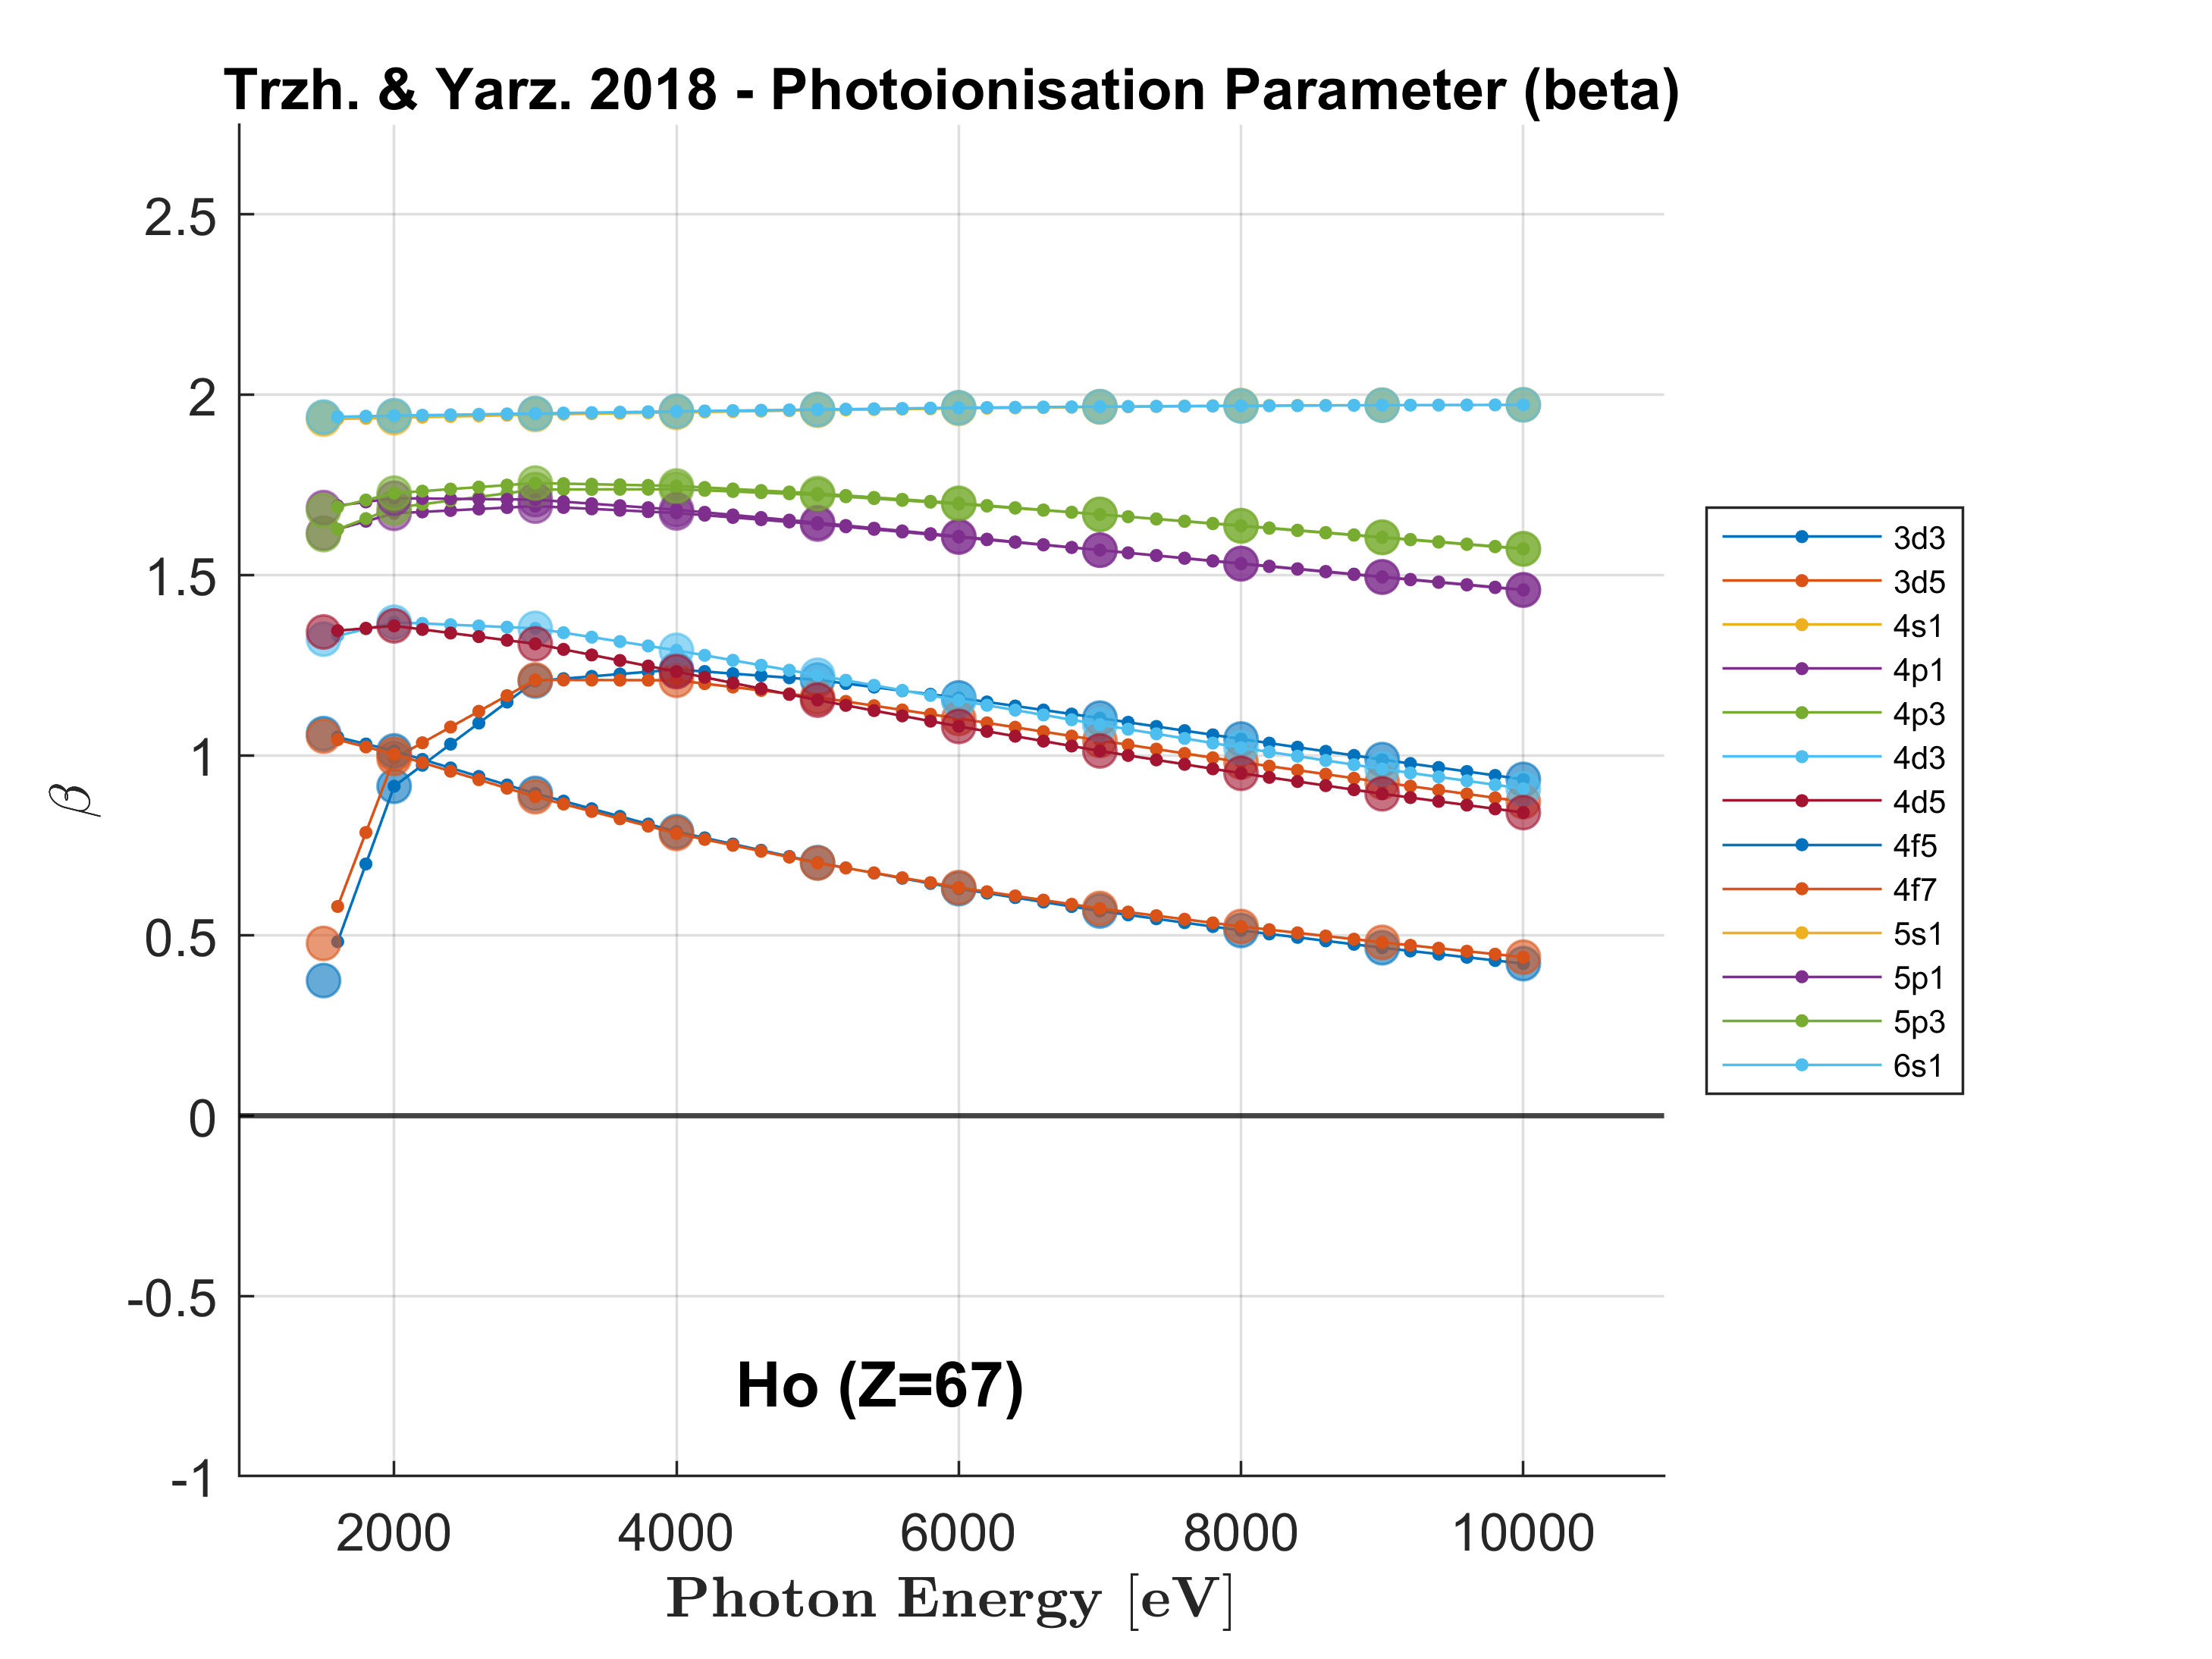 Trzh. & Yarz. 2018 - Photoionisation Parameter (beta)
2.5
2
1.5
1
0.5
0
-0.5
-1
β
2000 4000 6000 8000 10000
Photon Energy [eV]
Ho (Z=67)
3d3
3d5
4s1
4p1
4p3
4d3
4d5
4f5
4f7
5s1
5p1
5p3
6s1